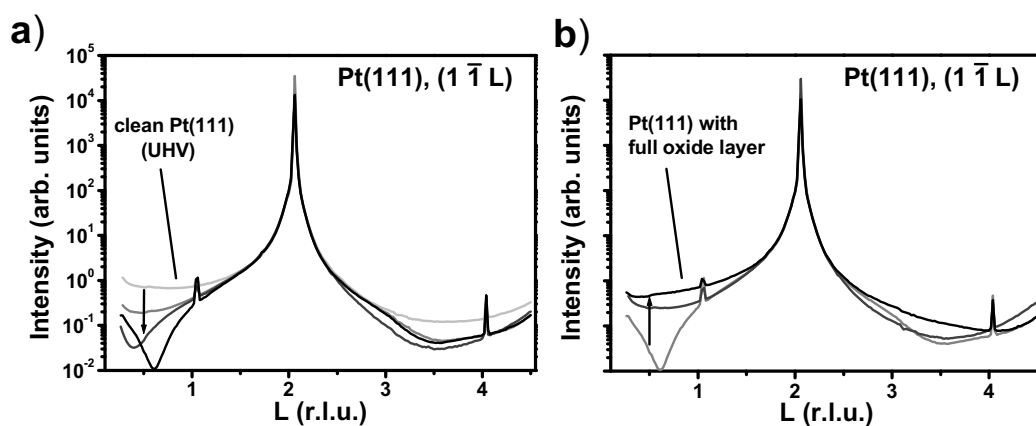 a)
Pt(111), (1 1̅ L)
clean Pt(111)
(UHV)
Intensity (arb. units)
10⁵
10⁴
10³
10²
10¹
10⁰
10⁻¹
10⁻²
1
2
3
4
L (r.l.u.)
b)
Pt(111), (1 1̅ L)
Pt(111) with
full oxide layer
Intensity (arb. units)
1
2
3
4
L (r.l.u.)